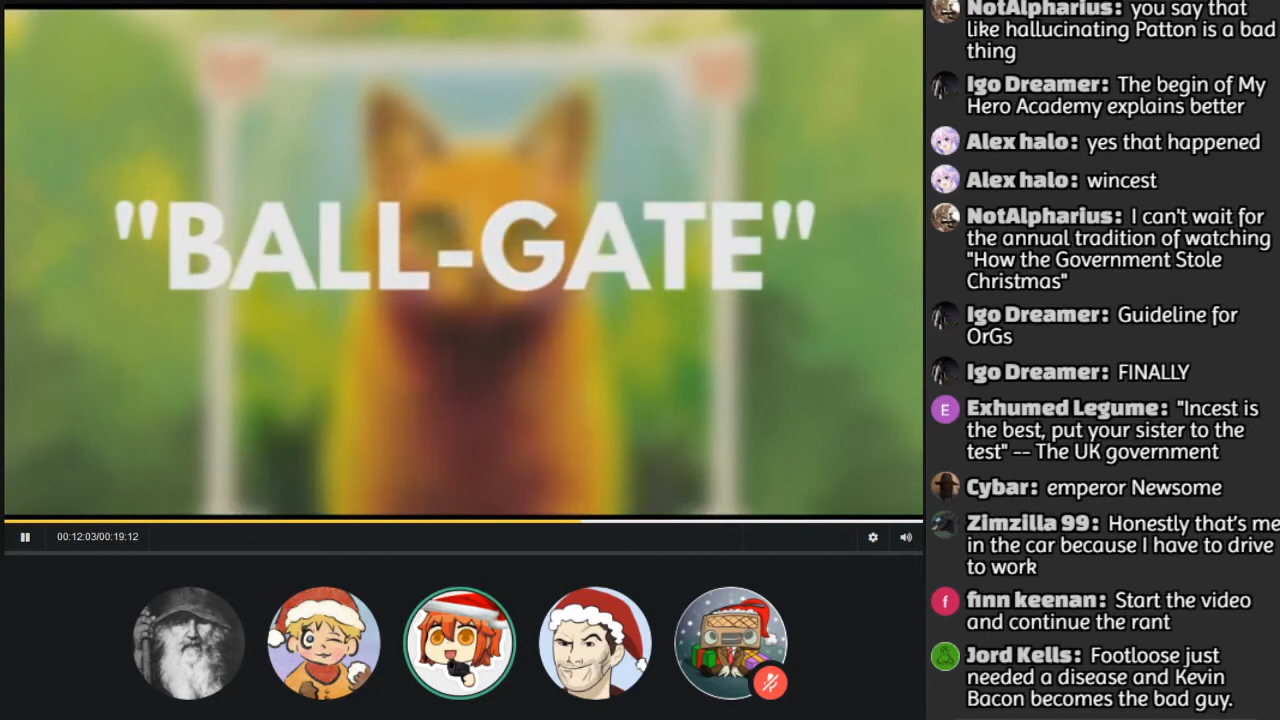 "BALL-GATE"
00:12:03/00:19:12
NotAlpharius: you say that
like hallucinating Patton is a bad
thing
Igo Dreamer: The begin of My
Hero Academy explains better
Alex halo: yes that happened
Alex halo: wincest
NotAlpharius: I can't wait for
the annual tradition of watching
"How the Government Stole
Christmas"
Igo Dreamer: Guideline for
OrGs
Igo Dreamer: FINALLY
E
Exhumed Legume: "Incest is
the best, put your sister to the
test" -- The UK government
Cybar: emperor Newsome
Zimzilla 99: Honestly that's me
in the car because I have to drive
to work
f
finn keenan: Start the video
and continue the rant
Jord Kells: Footloose just
needed a disease and Kevin
Bacon becomes the bad guy.